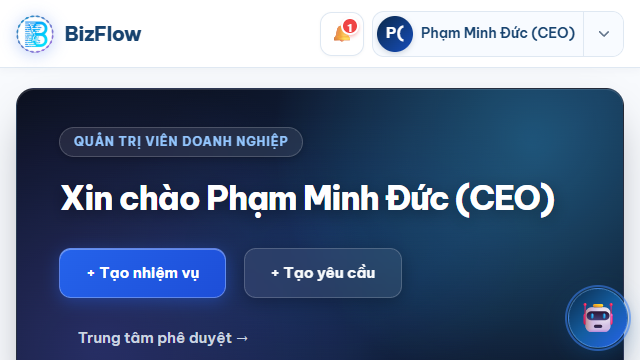 BizFlow
1
P(
Phạm Minh Đức (CEO)
QUẢN TRỊ VIÊN DOANH NGHIỆP
Xin chào Phạm Minh Đức (CEO)
+ Tạo nhiệm vụ
+ Tạo yêu cầu
Trung tâm phê duyệt →